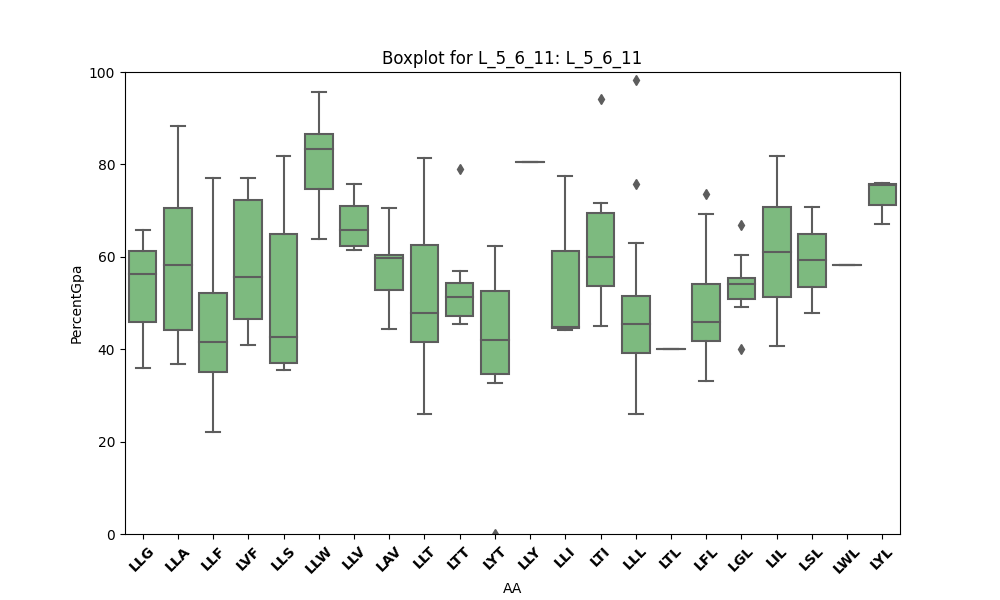 Boxplot for L_5_6_11: L_5_6_11
100
80
60
40
20
0
PercentGpa
LLG LLA LLF LVF LLS LLW LLV LAV LLT LTT LYT LLY LLI LTI LLL LTL LFL LGL LIL LSL LWL LYL
AA